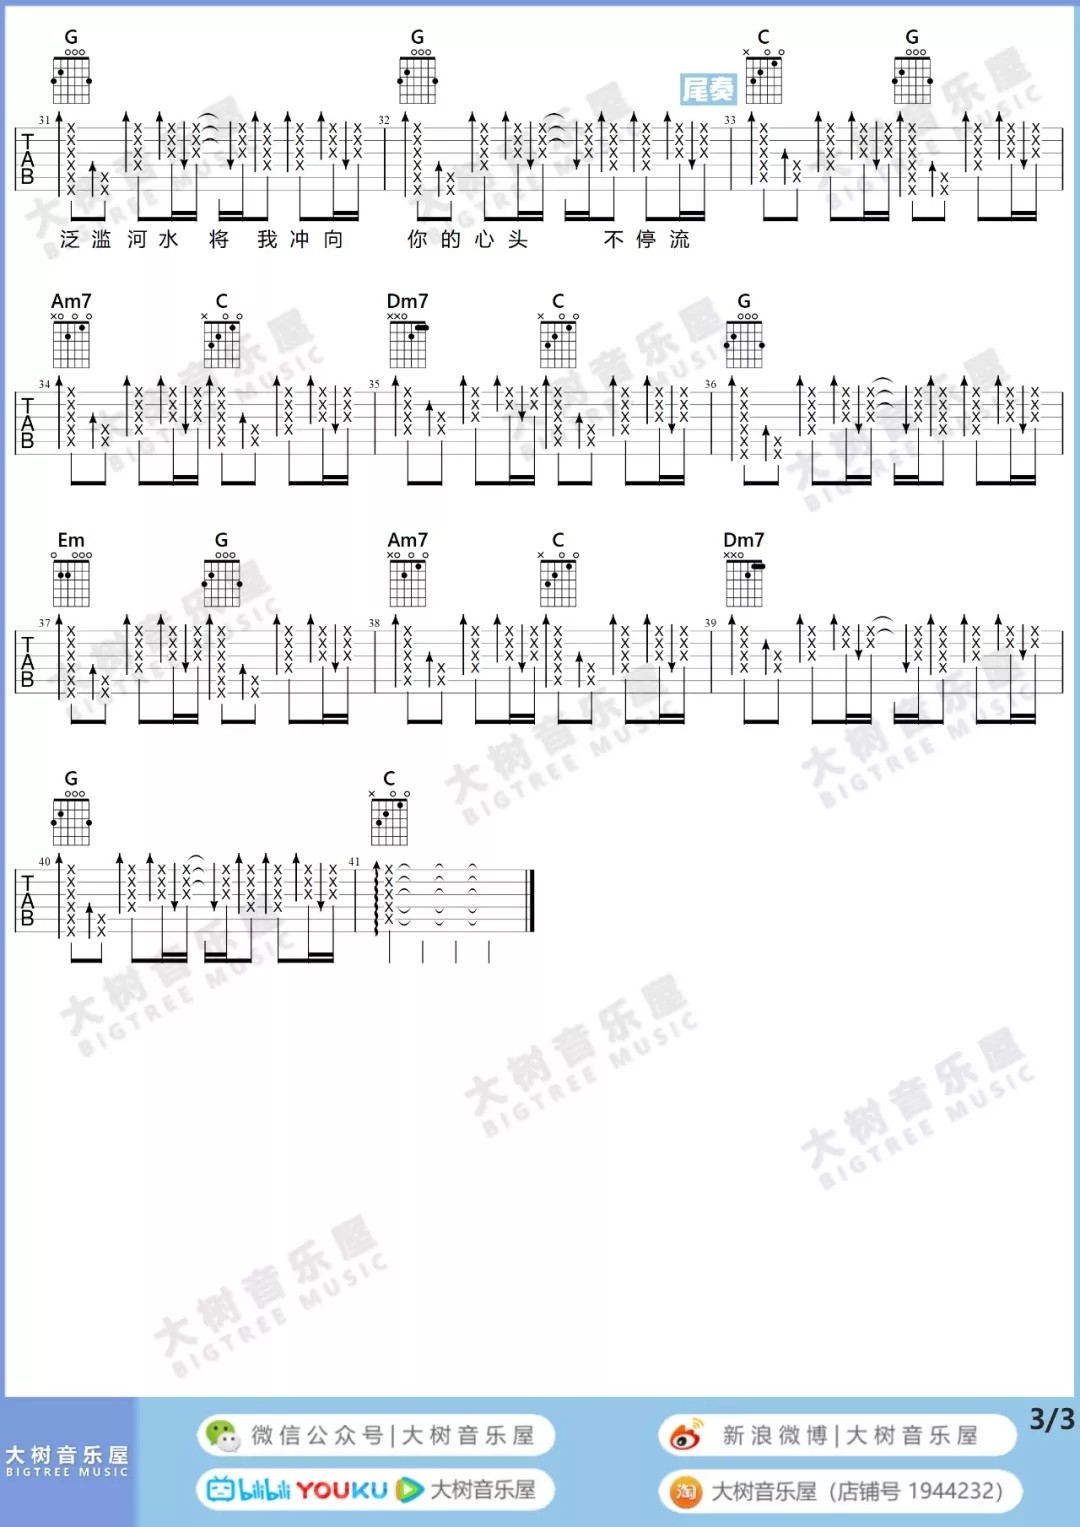 G G C G
尾奏
31 32 33
T
A
B
泛滥河水 将 我冲向 你的心头 不停流
Am7 C Dm7 C G
34 35 36
T
A
B
Em G Am7 C Dm7
37 38 39
T
A
B
G C
40 41
T
A
B
大树音乐屋
BIGTREE MUSIC
微信公众号|大树音乐屋
bilibili YOUKU 大树音乐屋
新浪微博|大树音乐屋
淘 大树音乐屋（店铺号 1944232）
3/3